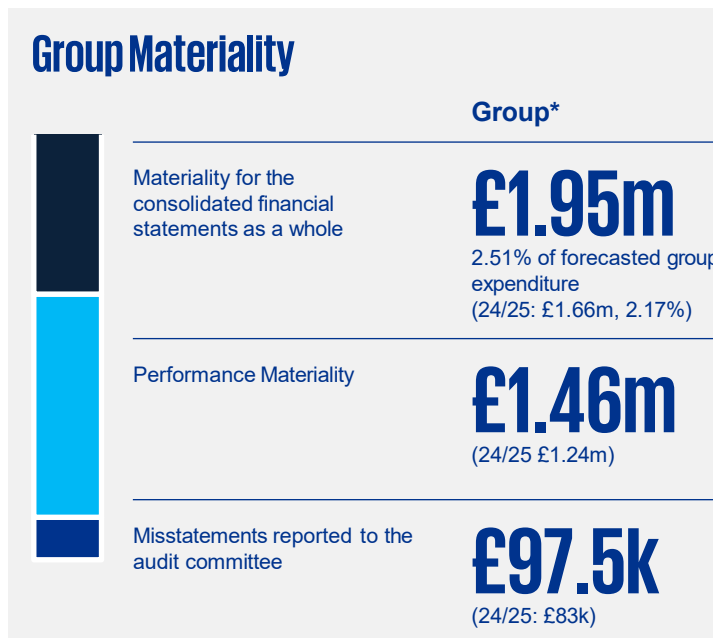 Group Materiality
Group*
Materiality for the
consolidated financial
statements as a whole
£1.95m
2.51% of forecasted group
expenditure
(24/25: £1.66m, 2.17%)
Performance Materiality
£1.46m
(24/25 £1.24m)
Misstatements reported to the
audit committee
£97.5k
(24/25: £83k)